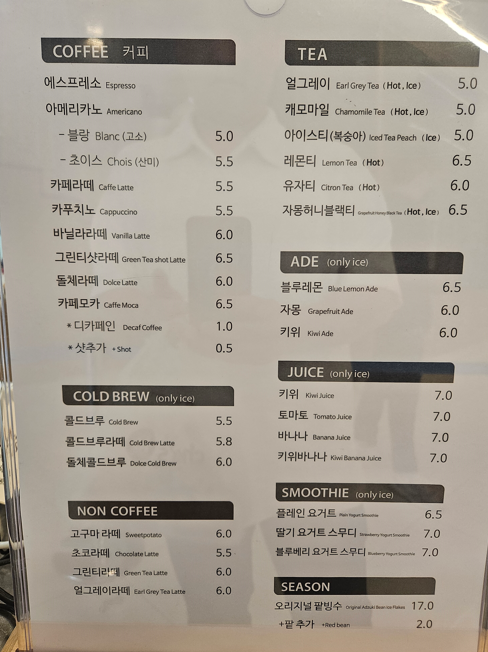 COFFEE 커피
에스프레소 Espresso
아메리카노 Americano
– 블랑 Blanc (고소) 5.0
– 초이스 Chois (산미) 5.5
카페라떼 Caffe Latte 5.5
카푸치노 Cappuccino 5.5
바닐라라떼 Vanilla Latte 6.0
그린티샷라떼 Green Tea shot Latte 6.5
돌체라떼 Dolce Latte 6.0
카페모카 Caffe Moca 6.5
* 디카페인 Decaf Coffee 1.0
* 샷추가 + Shot 0.5
COLD BREW (only ice)
콜드브루 Cold Brew 5.5
콜드브루라떼 Cold Brew Latte 5.8
돌체콜드브루 Dolce Cold Brew 6.0
NON COFFEE
고구마 라떼 Sweetpotato 6.0
초코라떼 Chocolate Latte 5.5
그린티라떼 Green Tea Latte 6.0
얼그레이라떼 Earl Grey Tea Latte 6.0
TEA
얼그레이 Earl Grey Tea (Hot, Ice) 5.0
캐모마일 Chamomile Tea (Hot, Ice) 5.0
아이스티(복숭아) Iced Tea Peach (Ice) 5.0
레몬티 Lemon Tea (Hot) 6.5
유자티 Citron Tea (Hot) 6.0
자몽허니블랙티 Grapefruit Honey Black Tea (Hot, Ice) 6.5
ADE (only ice)
블루레몬 Blue Lemon Ade 6.5
자몽 Grapefruit Ade 6.0
키위 Kiwi Ade 6.0
JUICE (only ice)
키위 Kiwi Juice 7.0
토마토 Tomato Juice 7.0
바나나 Banana Juice 7.0
키위바나나 Kiwi Banana Juice 7.0
SMOOTHIE (only ice)
플레인 요거트 Plain Yogurt Smoothie 6.5
딸기 요거트 스무디 Strawberry Yogurt Smoothie 7.0
블루베리 요거트 스무디 Blueberry Yogurt Smoothie 7.0
SEASON
오리지널 팥빙수 Original Adzuki Bean Ice Flakes 17.0
+팥 추가 +Red bean 2.0